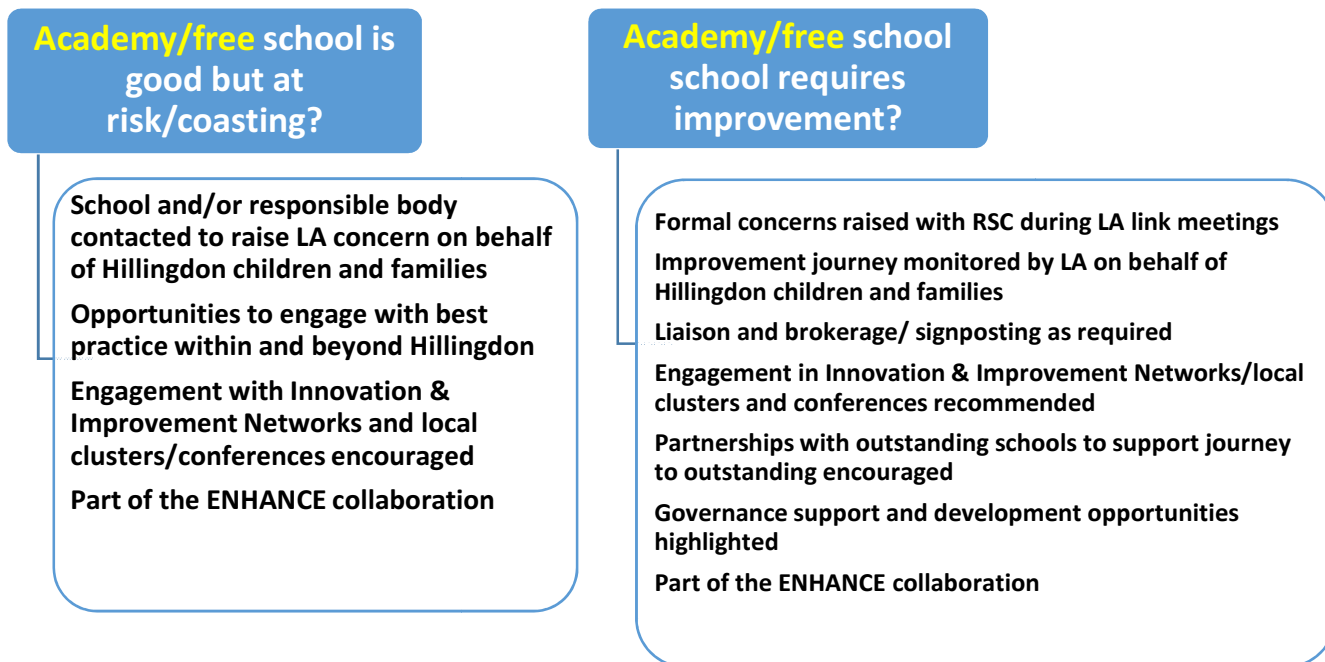 Academy/free school is
good but at
risk/coasting?
School and/or responsible body
contacted to raise LA concern on behalf
of Hillingdon children and families
Opportunities to engage with best
practice within and beyond Hillingdon
Engagement with Innovation &
Improvement Networks and local
clusters/conferences encouraged
Part of the ENHANCE collaboration
Academy/free school
school requires
improvement?
Formal concerns raised with RSC during LA link meetings
Improvement journey monitored by LA on behalf of
Hillingdon children and families
Liaison and brokerage/ signposting as required
Engagement in Innovation & Improvement Networks/local
clusters and conferences recommended
Partnerships with outstanding schools to support journey
to outstanding encouraged
Governance support and development opportunities
highlighted
Part of the ENHANCE collaboration